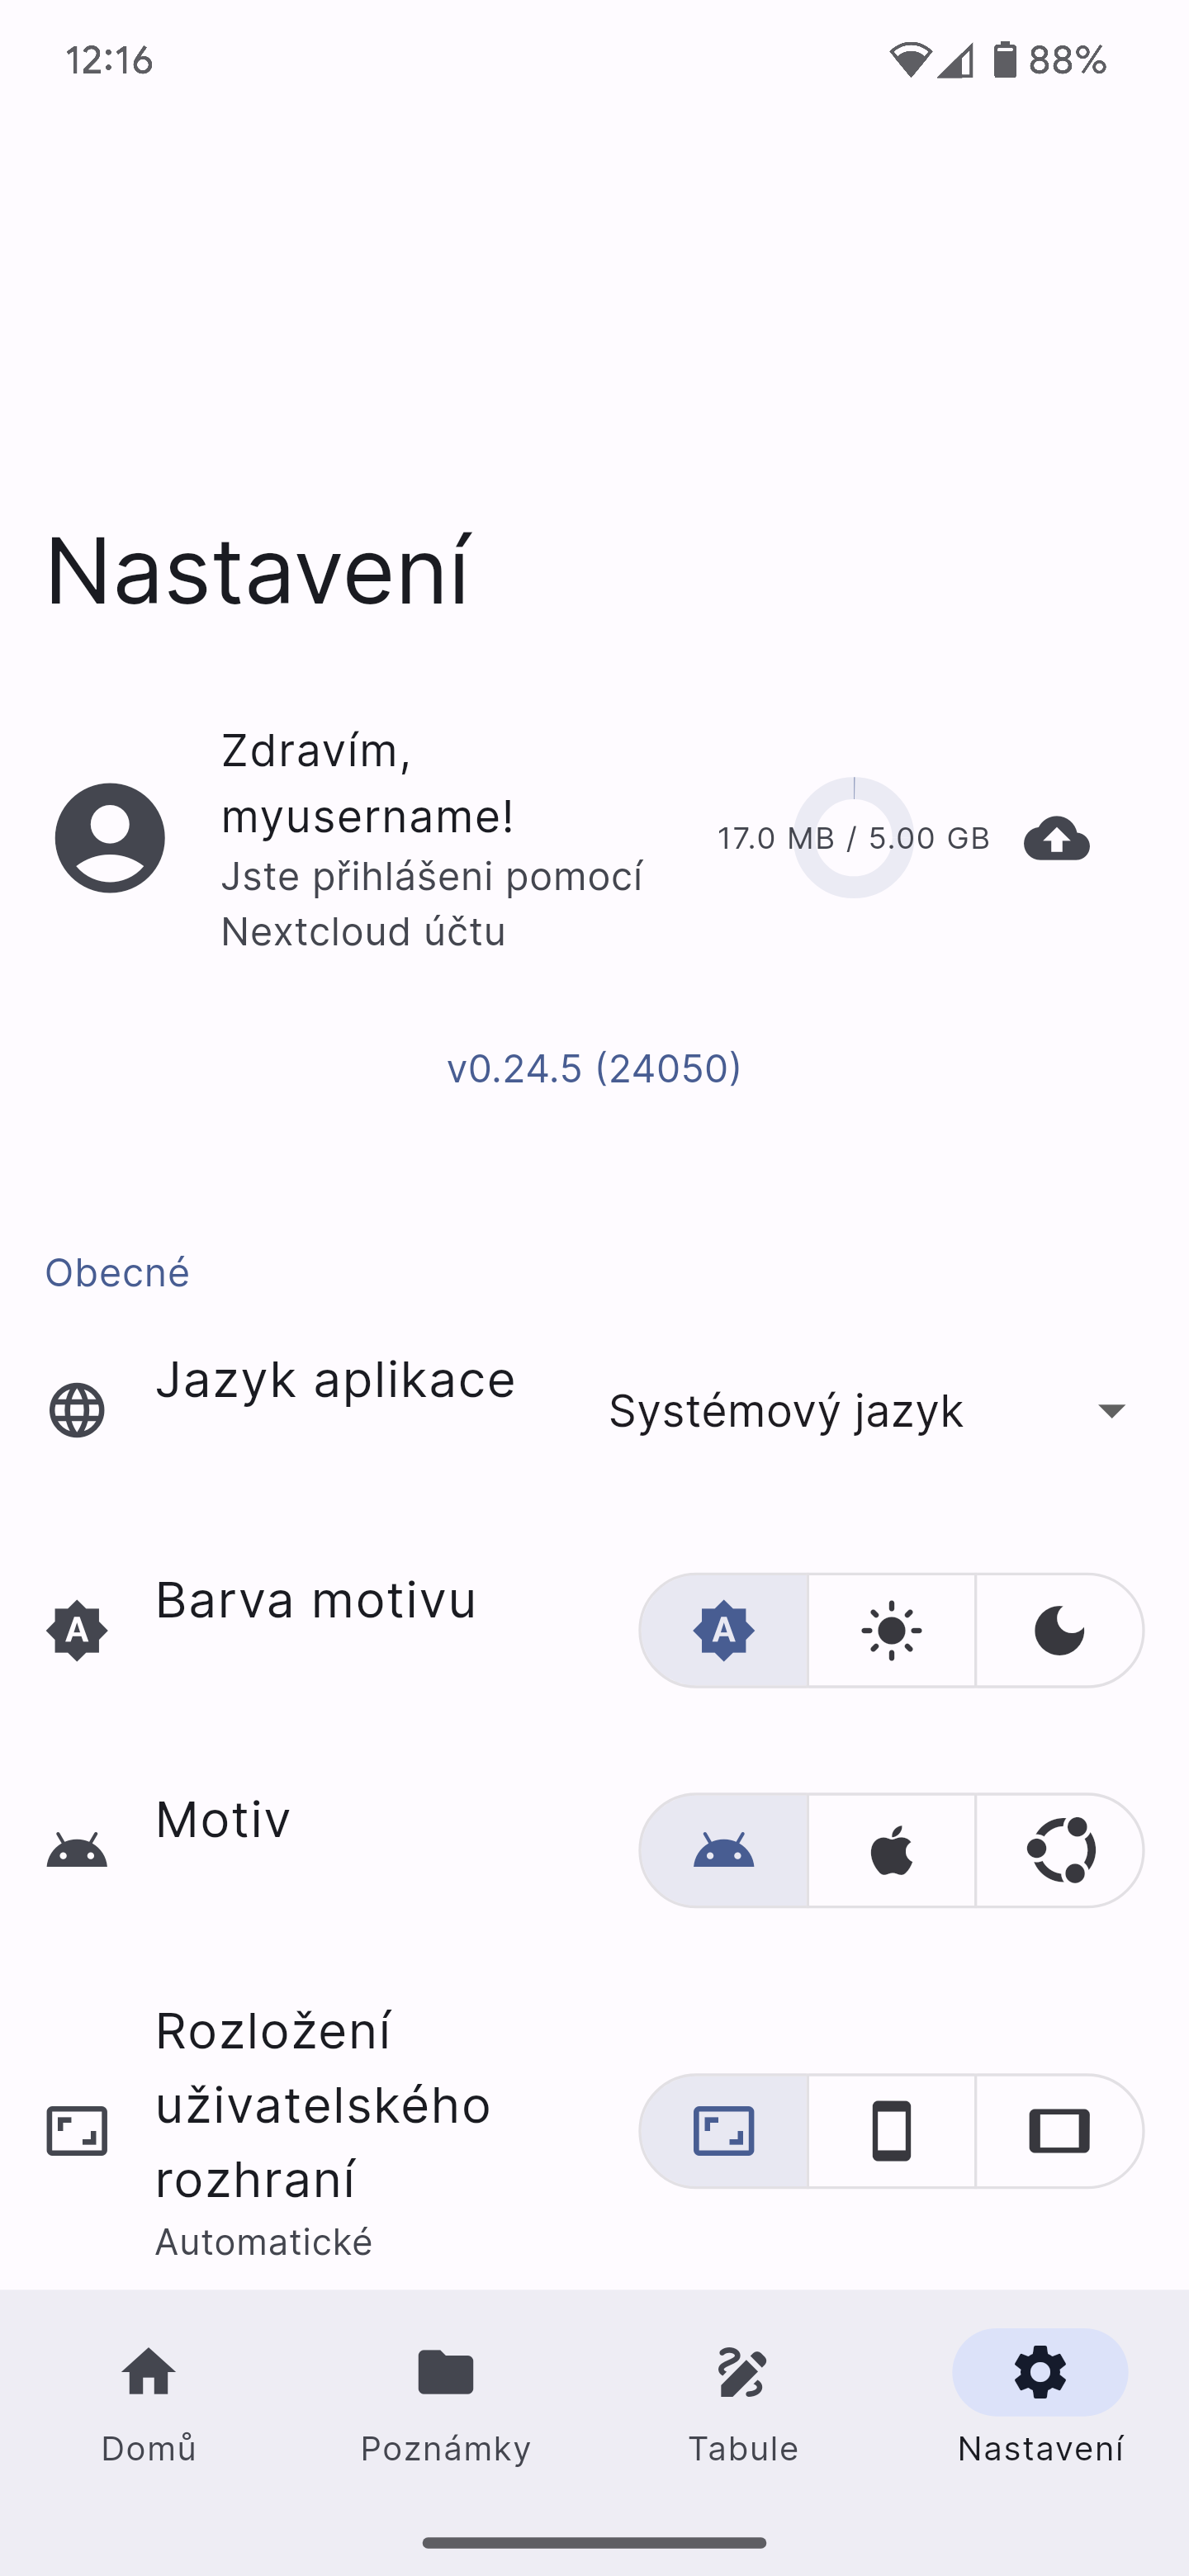 12:16
88%
Nastavení
Zdravím,
myusername!
Jste přihlášeni pomocí
Nextcloud účtu
17.0 MB / 5.00 GB
v0.24.5 (24050)
Obecné
Jazyk aplikace
Systémový jazyk
Barva motivu
A
A
Motiv
Rozložení
uživatelského
rozhraní
Automatické
Domů
Poznámky
Tabule
Nastavení